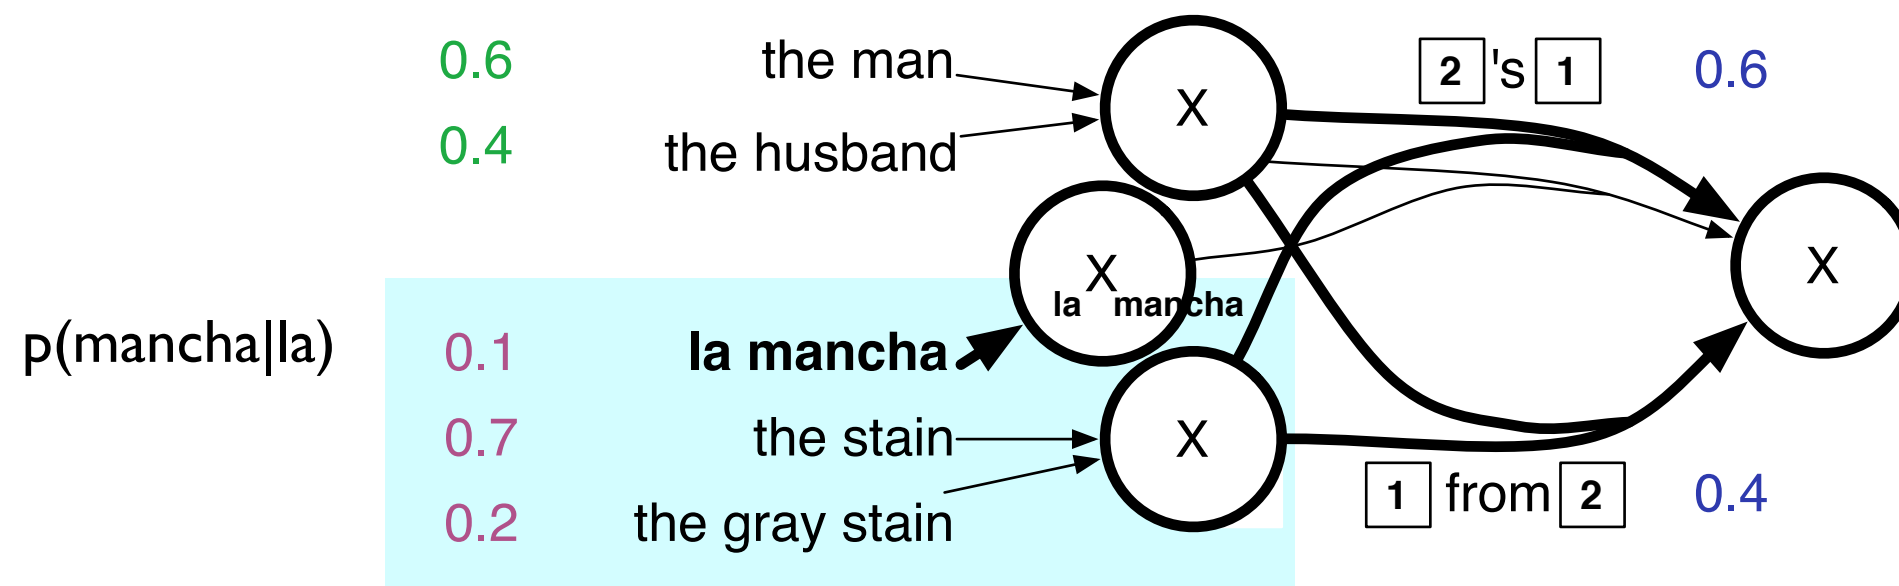 0.6 the man X 2 's 1 0.6
0.4 the husband
X
la mancha
X
p(mancha||la) 0.1 la mancha
0.7 the stain X
0.2 the gray stain 1 from 2 0.4